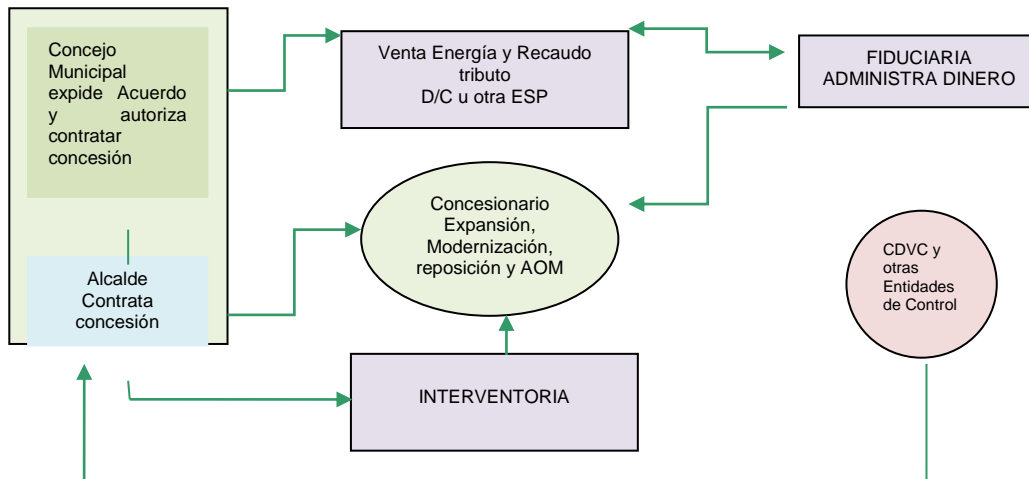 Concejo
Municipal
expide Acuerdo
y autoriza
contratar
concesión
Alcalde
Contrata
concesión
Venta Energía y Recaudo
tributo
D/C u otra ESP
FIDUCIARIA
ADMINISTRA DINERO
Concesionario
Expansión,
Modernización,
reposición y AOM
CDVC y
otras
Entidades
de Control
INTERVENTORIA